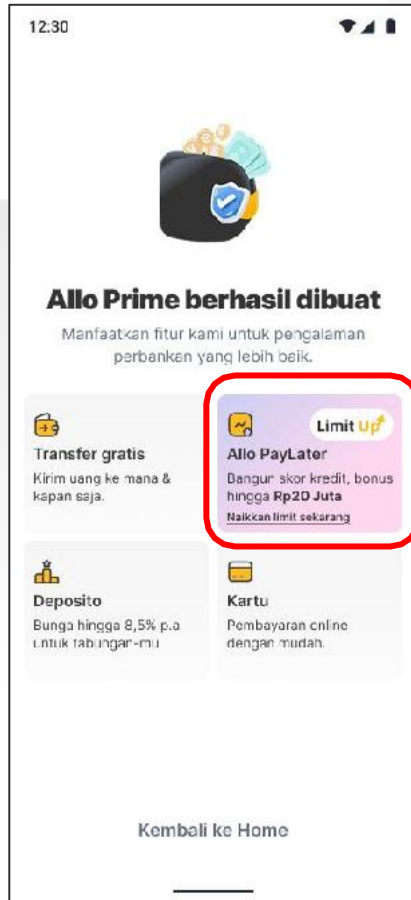 12:30
Allo Prime berhasil dibuat
Manfaatkan fitur kami untuk pengalaman
perbankan yang lebih baik.
Transfer gratis
Kirim uang ke mana &
kapan saja.
Limit Up
Allo PayLater
Bangun skor kredit, bonus
hingga Rp20 Juta
Naikkan limit sekarang
Deposito
Bunga hingga 8,5% p.a
untuk tabungan-mu
Kartu
Pembayaran online
dengan mudah.
Kembali ke Home